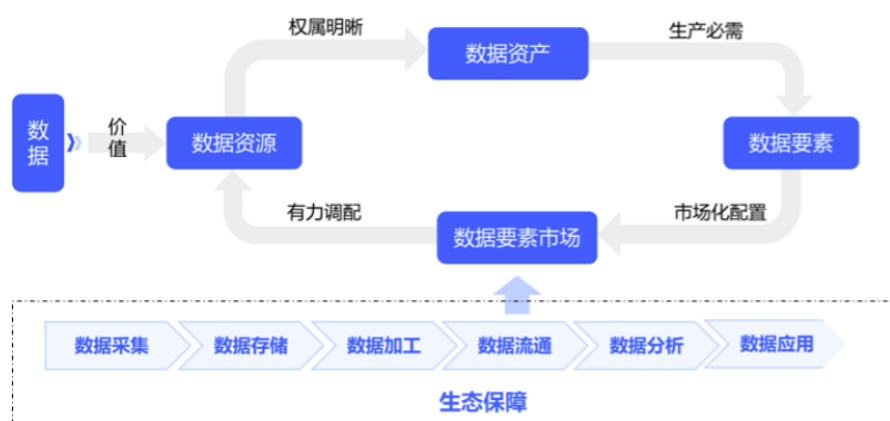 权属明晰
数据资产
生产必需
数据
价值
数据资源
数据要素
有力调配
数据要素市场
市场化配置
数据采集
数据存储
数据加工
数据流通
数据分析
数据应用
生态保障